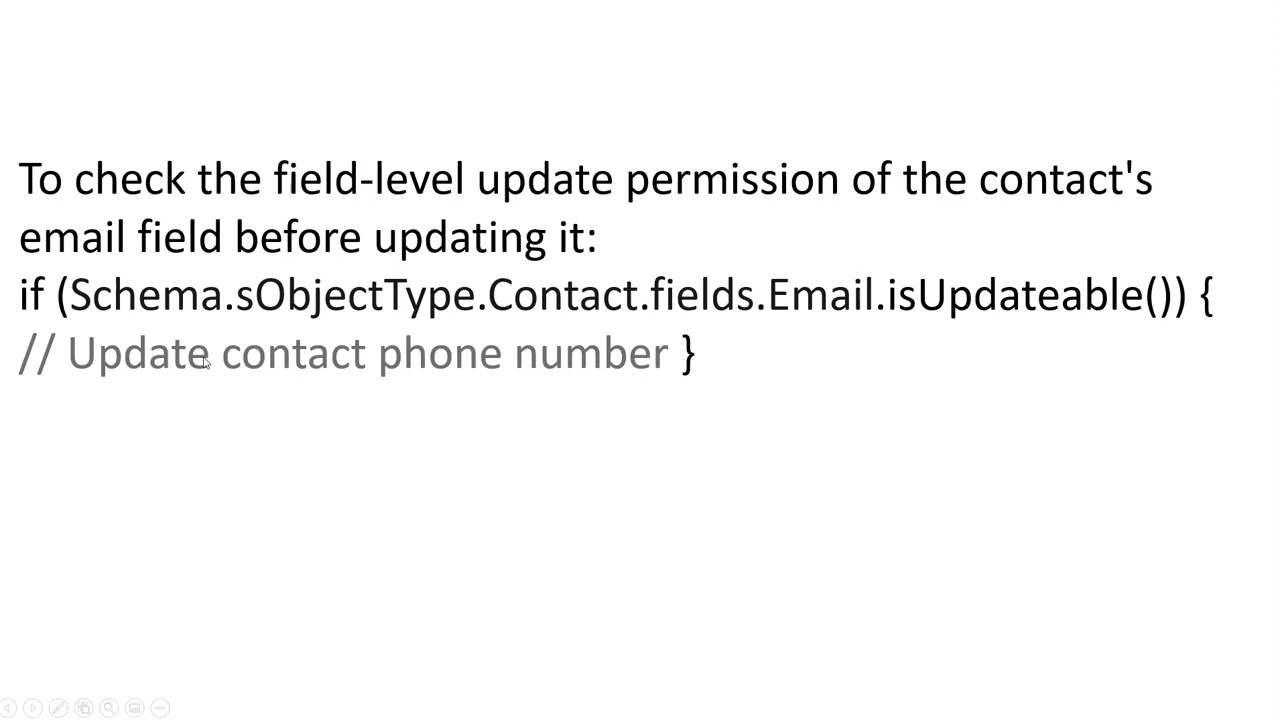 To check the field-level update permission of the contact's
email field before updating it:
if (Schema.sObjectType.Contact.fields.Email.isUpdateable()) {
// Update contact phone number }